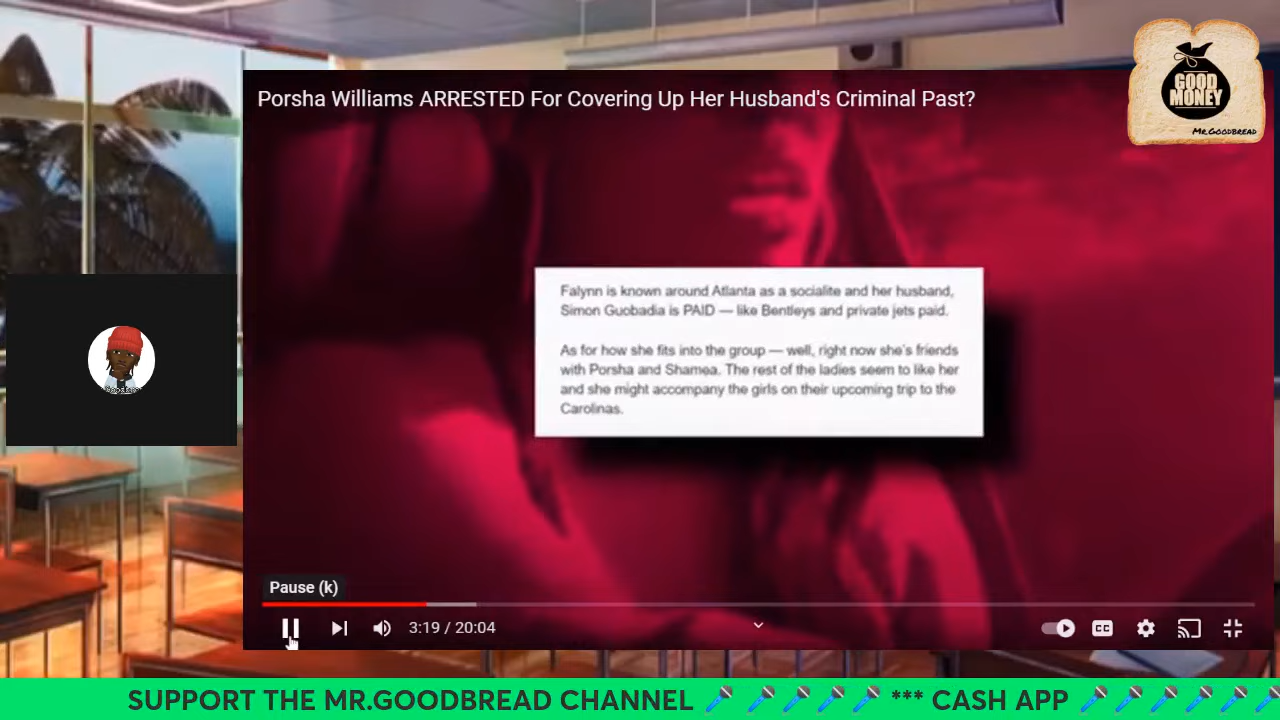 Porsha Williams ARRESTED For Covering Up Her Husband's Criminal Past?
GOOD
MONEY
MR.GOODBREAD
Falynn is known around Atlanta as a socialite and her husband,
Simon Guobadia is PAID — like Bentleys and private jets paid.
As for how she fits into the group — well, right now she's friends
with Porsha and Shamea. The rest of the ladies seem to like her
and she might accompany the girls on their upcoming trip to the
Carolinas.
Pause (k)
3:19 / 20:04
CC
SUPPORT THE MR.GOODBREAD CHANNEL 🎤 🎤 🎤 🎤 🎤 *** CASH APP 🎤 🎤 🎤 🎤 🎤 🎤